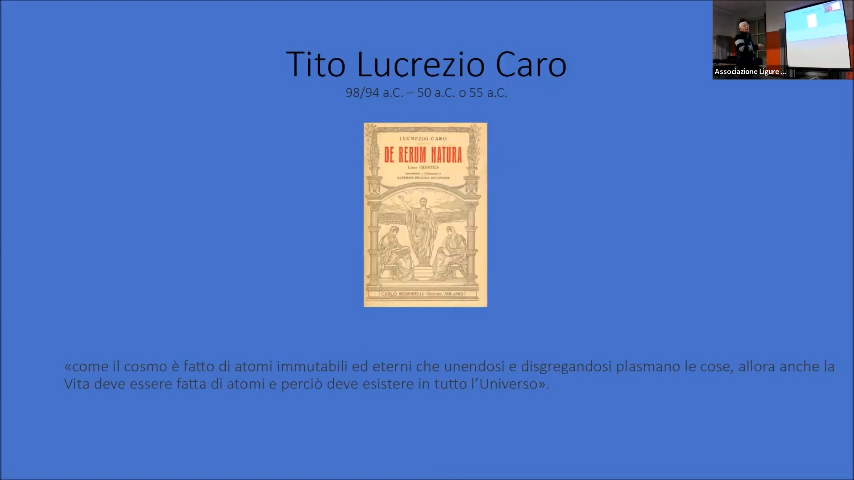 Tito Lucrezio Caro
98/94 a.C. – 50 a.C. o 55 a.C.
LUCREZIO CARO
DE RERUM NATURA
«come il cosmo è fatto di atomi immutabili ed eterni che unendosi e disgregandosi plasmano le cose, allora anche la
Vita deve essere fatta di atomi e perciò deve esistere in tutto l'Universo».
Associazione Ligure ...